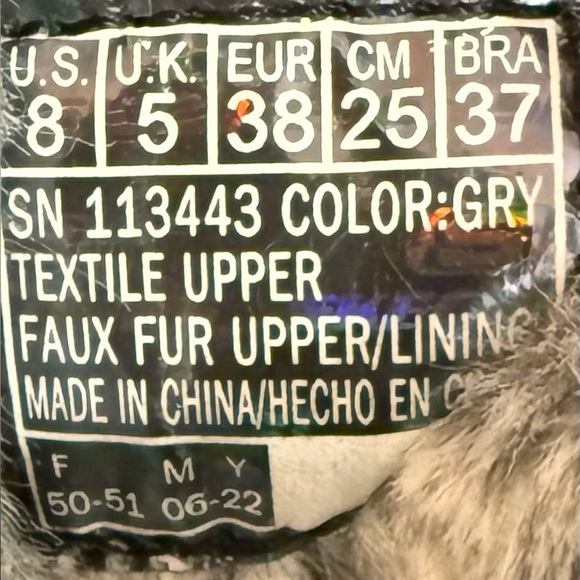 U.S. U.K. EUR CM BRA
8 5 38 25 37
SN 113443 COLOR:GRY
TEXTILE UPPER
FAUX FUR UPPER/LINING
MADE IN CHINA/HECHO EN
F M Y
50-51 06-22